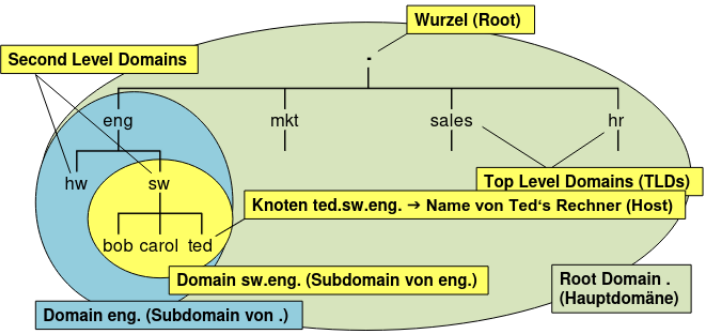 Wurzel (Root)
.
Second Level Domains
eng
mkt
sales
hr
hw
sw
Top Level Domains (TLDs)
Knoten ted.sw.eng. → Name von Ted‘s Rechner (Host)
bob carol ted
Domain sw.eng. (Subdomain von eng.)
Root Domain .
(Hauptdomäne)
Domain eng. (Subdomain von .)